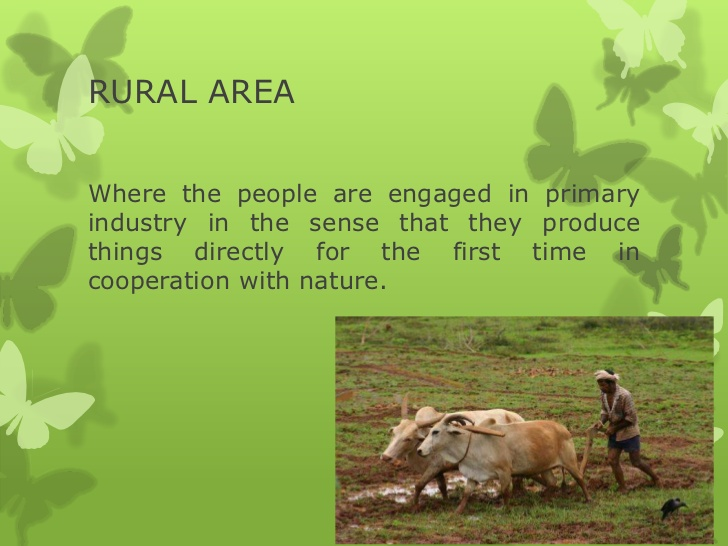 RURAL AREA
Where the people are engaged in primary
industry in the sense that they produce
things directly for the first time in
cooperation with nature.